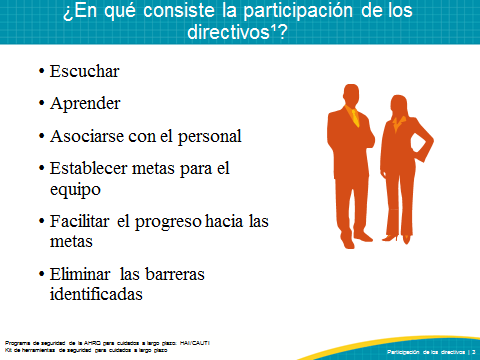 ¿En qué consiste la participación de los
directivos¹?
• Escuchar
• Aprender
• Asociarse con el personal
• Establecer metas para el
equipo
• Facilitar el progreso hacia las
metas
• Eliminar las barreras
identificadas
Programa de seguridad de la AHRQ para cuidados a largo plazo: HAI/CAUTI
Kit de herramientas de seguridad para cuidados a largo plazo
Participación de los directivos | 3